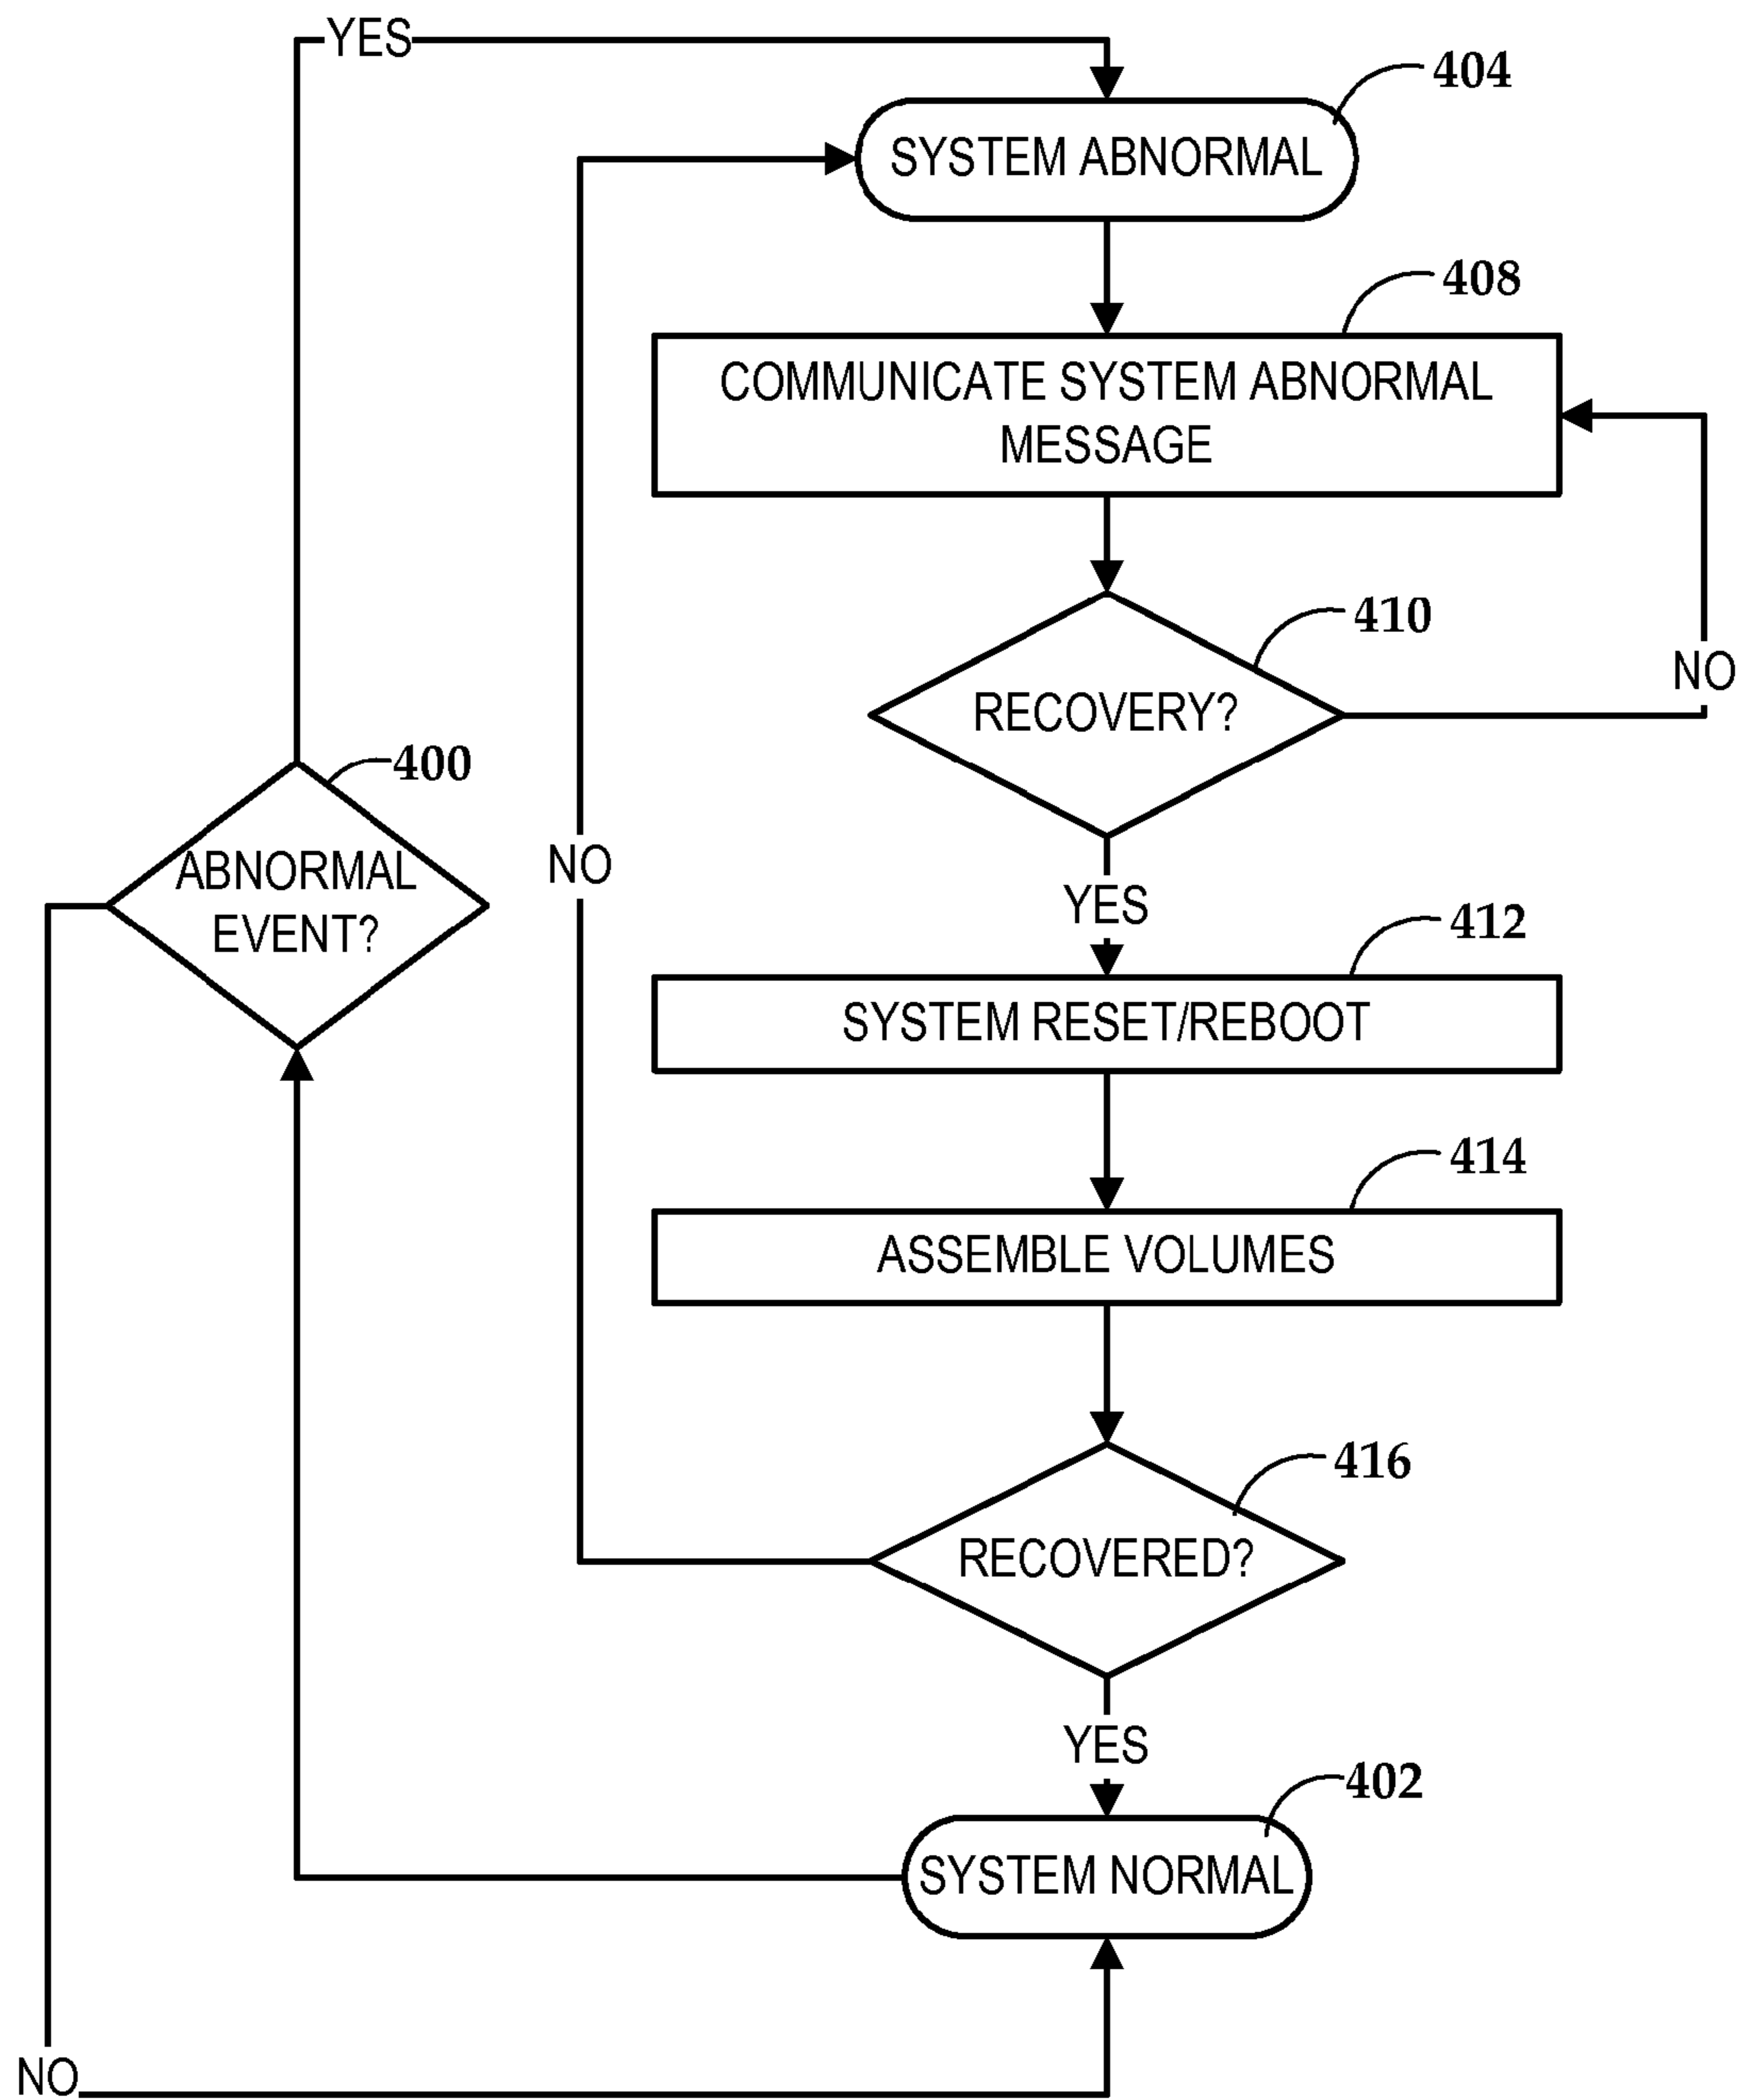 YES
404
SYSTEM ABNORMAL
408
COMMUNICATE SYSTEM ABNORMAL
MESSAGE
410
RECOVERY?
NO
400
ABNORMAL
EVENT?
NO
YES
412
SYSTEM RESET/REBOOT
414
ASSEMBLE VOLUMES
416
RECOVERED?
YES
402
SYSTEM NORMAL
NO